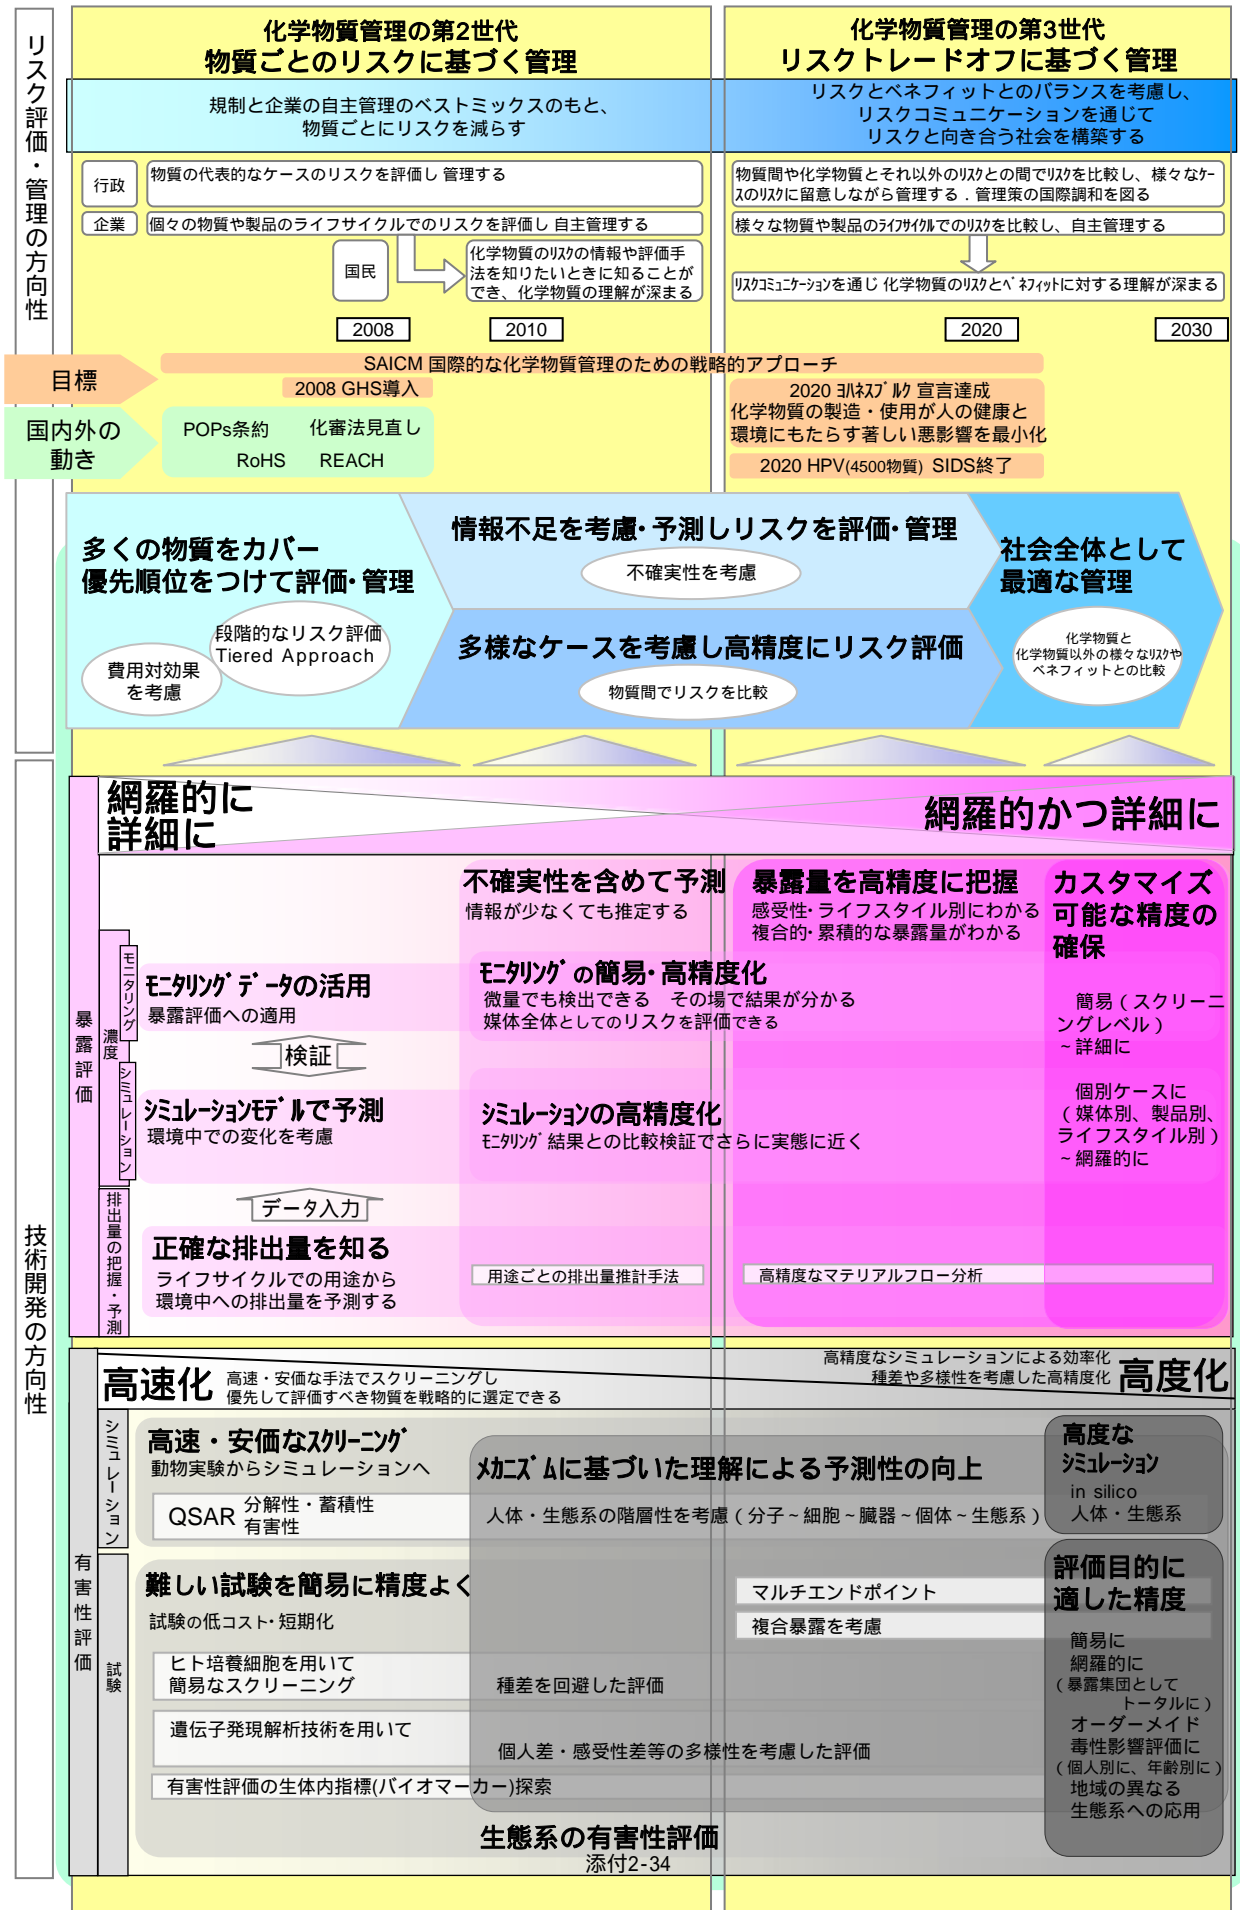 リスク評価・管理の方向性
化学物質管理の第2世代
物質ごとのリスクに基づく管理
規制と企業の自主管理のベストミックスのもと、
物質ごとにリスクを減らす
化学物質管理の第3世代
リスクトレードオフに基づく管理
リスクとベネフィットとのバランスを考慮し、
リスクコミュニケーションを通じて
リスクと向き合う社会を構築する
行政
物質の代表的なケースのリスクを評価し 管理する
企業
個々の物質や製品のライフサイクルでのリスクを評価し 自主管理する
国民
化学物質のリスクの情報や評価手
法を知りたいときに知ることが
でき、化学物質の理解が深まる
物質間や化学物質とそれ以外のリスクとの間でリスクを比較し、様々なケー
スのリスクに留意しながら管理する．管理策の国際調和を図る
様々な物質や製品のライフサイクルでのリスクを比較し、自主管理する
リスクコミュニケーションを通じ 化学物質のリスクとベネフィットに対する理解が深まる
2008
2010
2020
2030
目標
SAICM 国際的な化学物質管理のための戦略的アプローチ
2008 GHS導入
2020 ヨハネスブルク 宣言達成
化学物質の製造・使用が人の健康と
環境にもたらす著しい悪影響を最小化
2020 HPV(4500物質) SIDS終了
国内外の
動き
POPs条約 化審法見直し
RoHS REACH
多くの物質をカバー
優先順位をつけて評価・管理
段階的なリスク評価
Tiered Approach
費用対効果
を考慮
情報不足を考慮・予測しリスクを評価・管理
不確実性を考慮
多様なケースを考慮し高精度にリスク評価
物質間でリスクを比較
社会全体として
最適な管理
化学物質と
化学物質以外の様々なリスクや
ベネフィットとの比較
技術開発の方向性
網羅的に
詳細に
網羅的かつ詳細に
暴露評価
濃度
モニタリング
シミュレーション
排出量の把握・予測
不確実性を含めて予測
情報が少なくても推定する
暴露量を高精度に把握
感受性・ライフスタイル別にわかる
複合的・累積的な暴露量がわかる
カスタマイズ
可能な精度の
確保
簡易（スクリーニ
ングレベル）
~詳細に
個別ケースに
（媒体別、製品別、
ライフスタイル別）
~網羅的に
モニタリングデータの活用
暴露評価への適用
モニタリングの簡易・高精度化
微量でも検出できる その場で結果が分かる
媒体全体としてのリスクを評価できる
検証
シミュレーションモデルで予測
環境中での変化を考慮
シミュレーションの高精度化
モニタリング結果との比較検証でさらに実態に近く
データ入力
正確な排出量を知る
ライフサイクルでの用途から
環境中への排出量を予測する
用途ごとの排出量推計手法
高精度なマテリアルフロー分析
有害性評価
シミュレーション
試験
高速化
高速・安価な手法でスクリーニングし
優先して評価すべき物質を戦略的に選定できる
高精度なシミュレーションによる効率化
種差や多様性を考慮した高精度化
高度化
高速・安価なスクリーニング
動物実験からシミュレーションへ
QSAR
分解性・蓄積性
有害性
メカニズムに基づいた理解による予測性の向上
人体・生態系の階層性を考慮（分子~細胞~臓器~個体~生態系）
高度な
シミュレーション
in silico
人体・生態系
難しい試験を簡易に精度よく
試験の低コスト・短期化
マルチエンドポイント
複合暴露を考慮
ヒト培養細胞を用いて
簡易なスクリーニング
種差を回避した評価
遺伝子発現解析技術を用いて
個人差・感受性差等の多様性を考慮した評価
有害性評価の生体内指標(バイオマーカー)探索
評価目的に
適した精度
簡易に
網羅的に
（暴露集団として
トータルに）
オーダーメイド
毒性影響評価に
（個人別に、年齢別に）
地域の異なる
生態系への応用
生態系の有害性評価
添付2-34